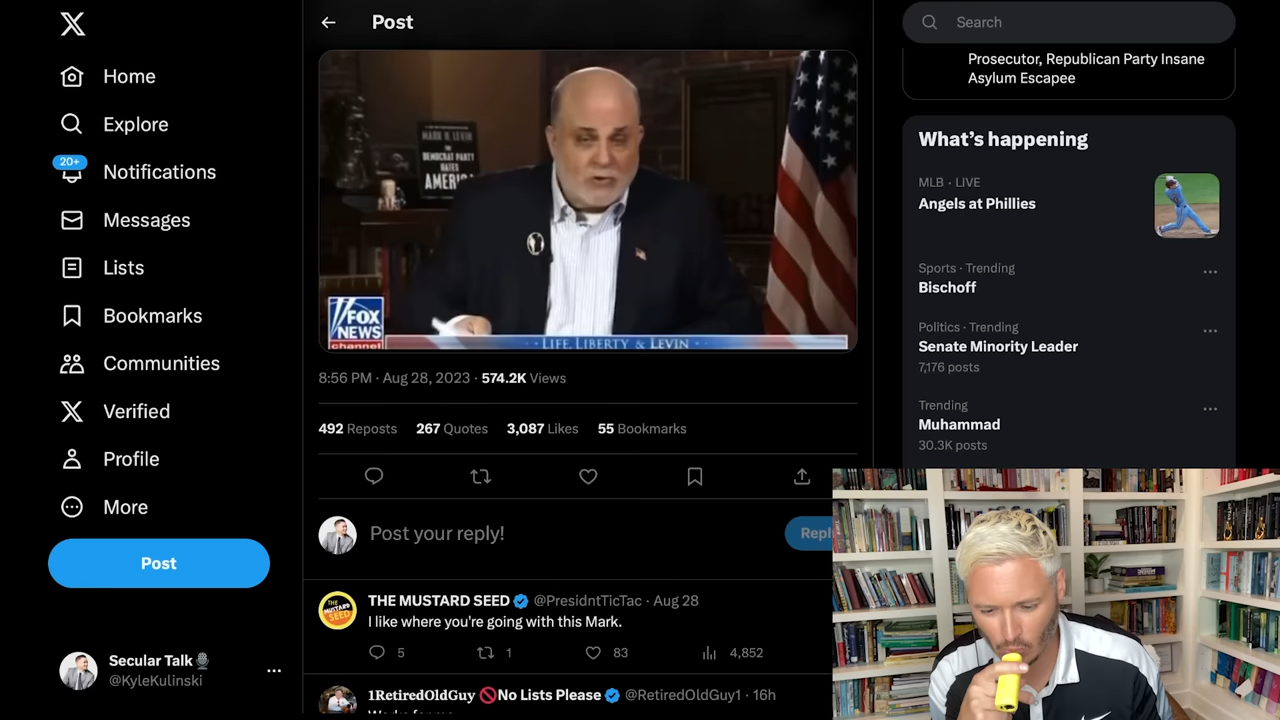 Home
Explore
20+
Notifications
Messages
Lists
Bookmarks
Communities
Verified
Profile
More
Post
Secular Talk
@KyleKulinski
Post
MARK R. LEVIN
THE
DEMOCRAT PARTY
HATES
AMERICA
FOX
NEWS
channel
LIFE, LIBERTY & LEVIN
8:56 PM · Aug 28, 2023 · 574.2K Views
492 Reposts 267 Quotes 3,087 Likes 55 Bookmarks
Post your reply!
THE MUSTARD SEED @PresidntTicTac · Aug 28
I like where you're going with this Mark.
5 1 83 4,852
1RetiredOldGuy 🚫No Lists Please @RetiredOldGuy1 · 16h
Search
Prosecutor, Republican Party Insane
Asylum Escapee
What's happening
MLB · LIVE
Angels at Phillies
Sports · Trending
Bischoff
Politics · Trending
Senate Minority Leader
7,176 posts
Trending
Muhammad
30.3K posts